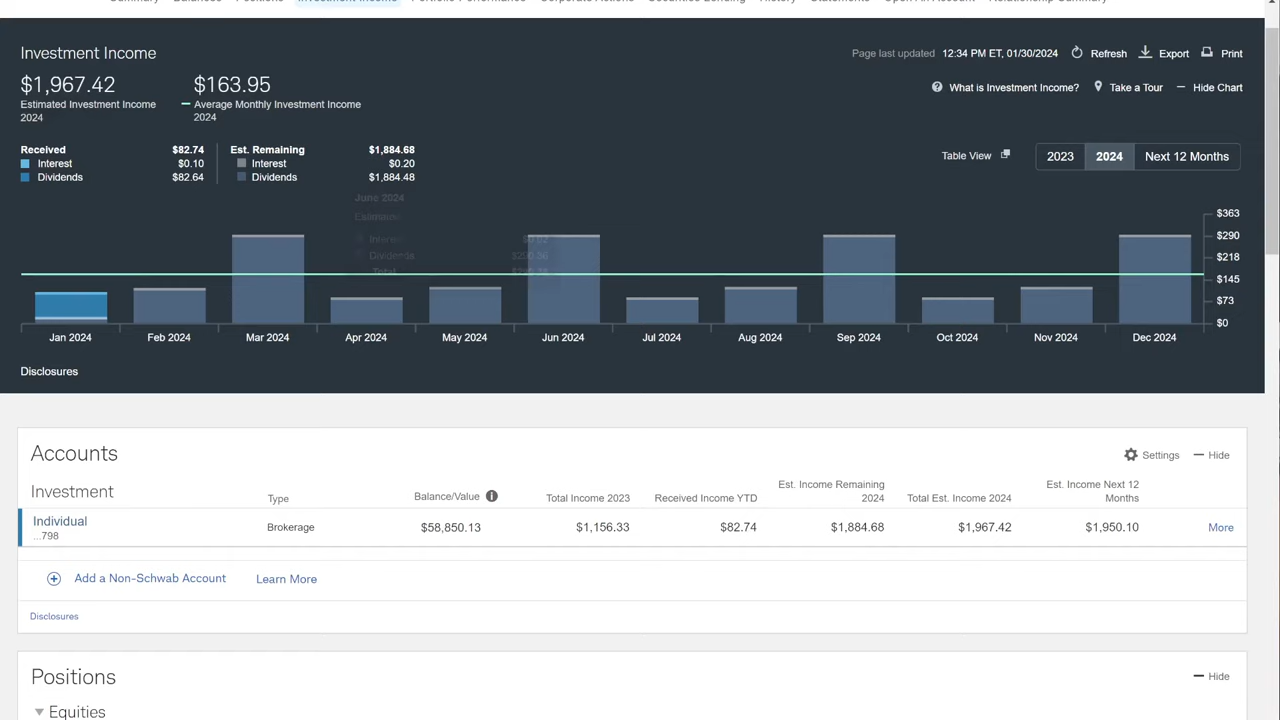 Investment Income
Page last updated 12:34 PM ET, 01/30/2024 Refresh Export Print
$1,967.42 $163.95
Estimated Investment Income 2024
Average Monthly Investment Income 2024
What is Investment Income? Take a Tour Hide Chart
Received $82.74 Est. Remaining $1,884.68
Interest $0.10 Interest $0.20
Dividends $82.64 Dividends $1,884.48
Table View 2023 2024 Next 12 Months
June 2024
Estimated
Interest
Dividends
Total
$363
$290
$218
$145
$73
$0
Jan 2024 Feb 2024 Mar 2024 Apr 2024 May 2024 Jun 2024 Jul 2024 Aug 2024 Sep 2024 Oct 2024 Nov 2024 Dec 2024
Disclosures
Accounts Settings Hide
Investment Type Balance/Value Total Income 2023 Received Income YTD Est. Income Remaining 2024 Total Est. Income 2024 Est. Income Next 12 Months
Individual Brokerage $58,850.13 $1,156.33 $82.74 $1,884.68 $1,967.42 $1,950.10 More
...798
Add a Non-Schwab Account Learn More
Disclosures
Positions Hide
Equities